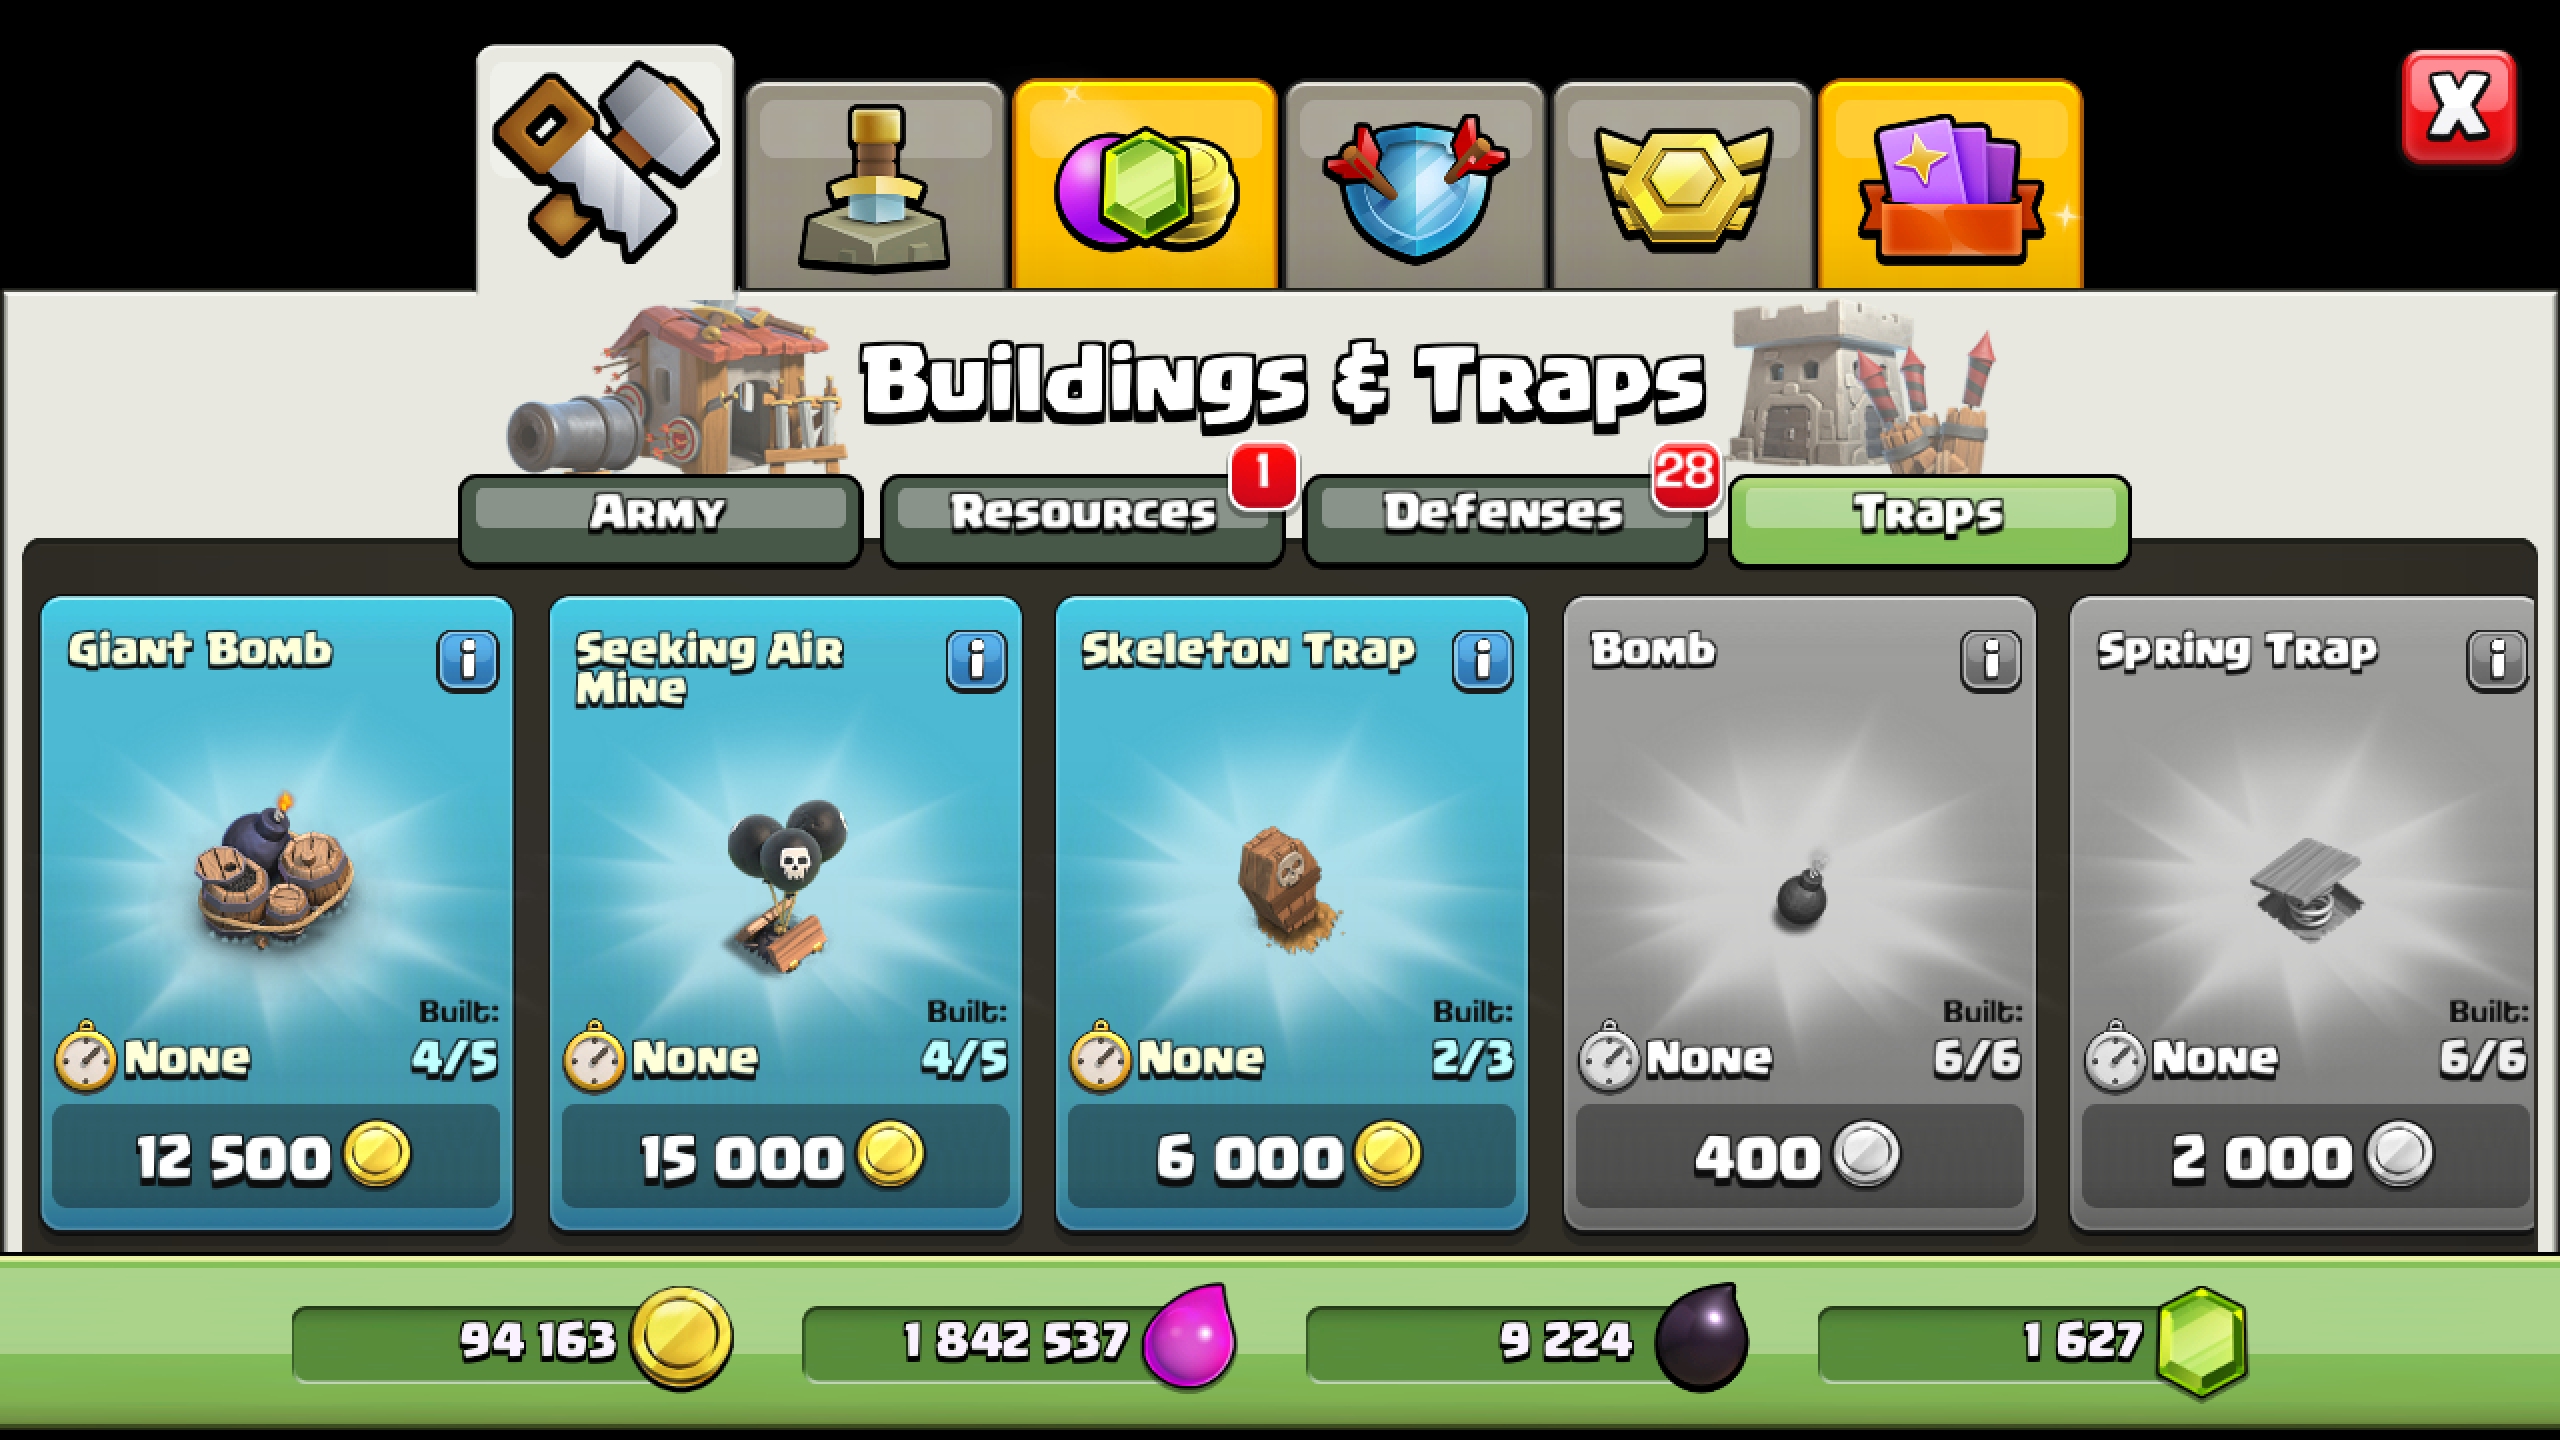 X
Buildings & Traps
Army
Resources
1
Defenses
28
Traps
Giant Bomb
i
Built:
None
4/5
12 500
Seeking Air
Mine
i
Built:
None
4/5
15 000
Skeleton Trap
i
Built:
None
2/3
6 000
Bomb
i
Built:
None
6/6
400
Spring Trap
i
Built:
None
6/6
2 000
94 163
1 842 537
9 224
1 627